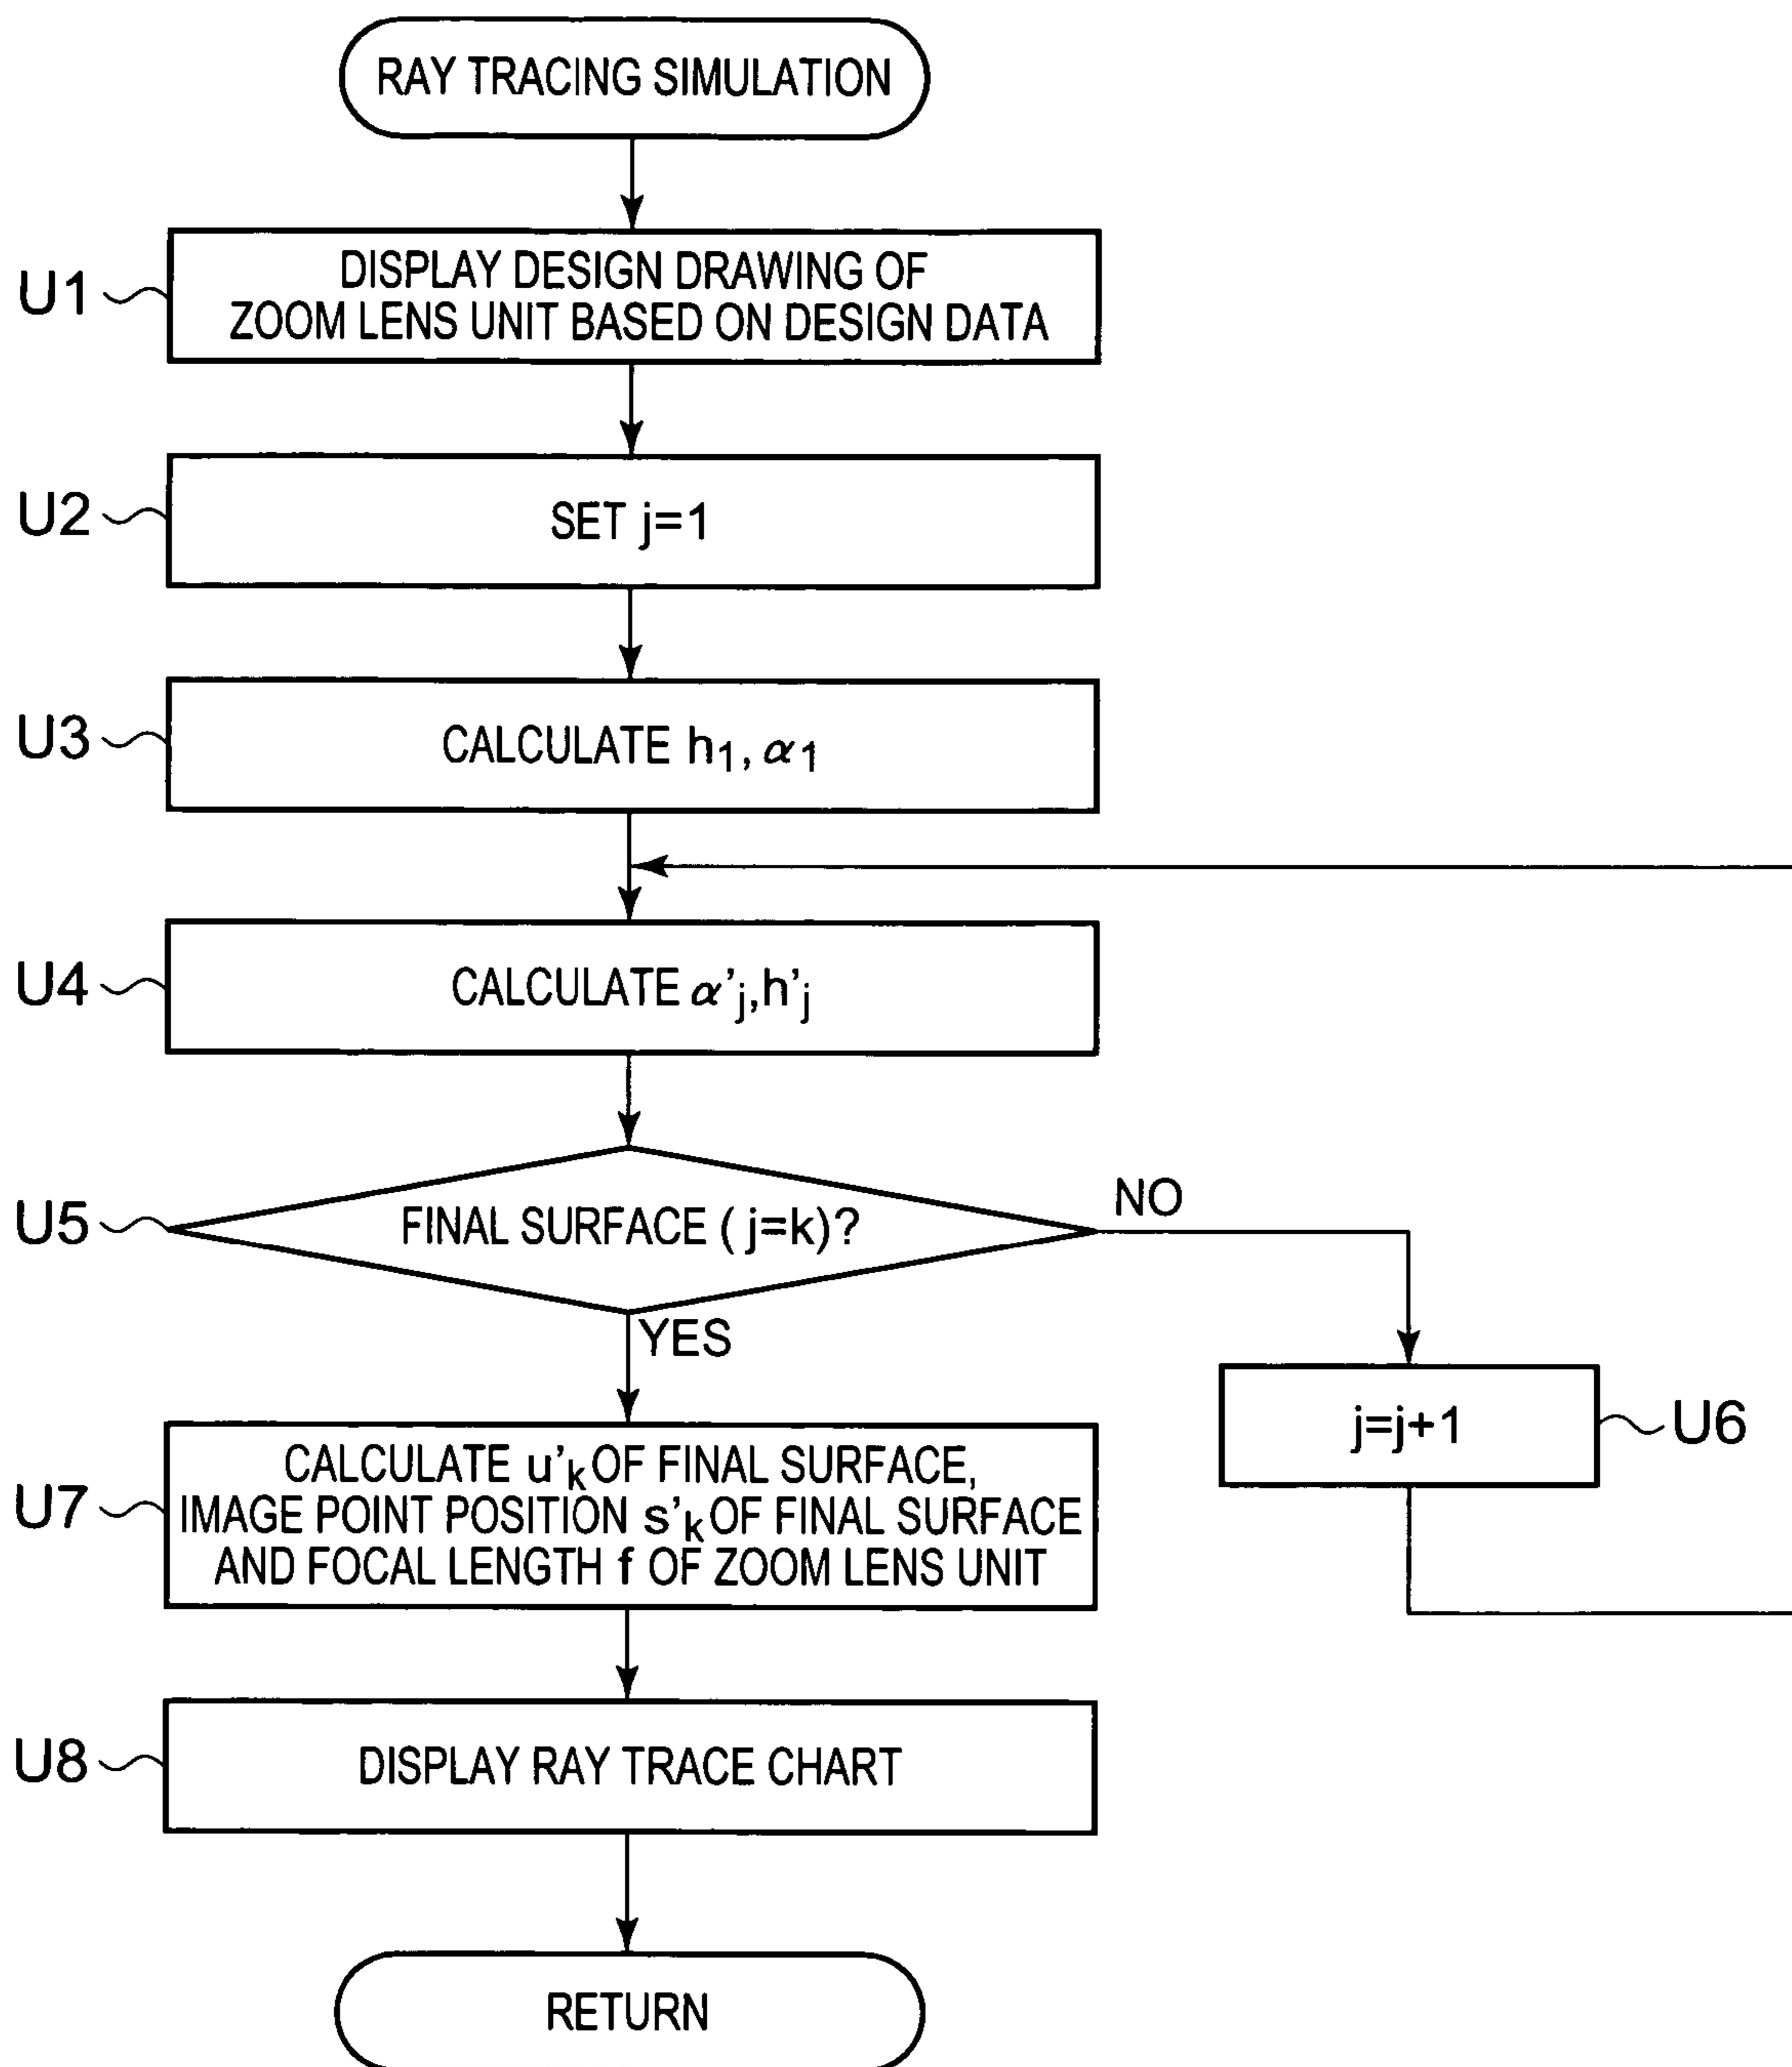 RAY TRACING SIMULATION
U1
DISPLAY DESIGN DRAWING OF
ZOOM LENS UNIT BASED ON DESIGN DATA
U2
SET j=1
U3
CALCULATE h₁, α₁
U4
CALCULATE α'ⱼ,h'ⱼ
U5
FINAL SURFACE ( j=k)?
NO
YES
j=j+1
U6
U7
CALCULATE u'ₖ OF FINAL SURFACE,
IMAGE POINT POSITION s'ₖ OF FINAL SURFACE
AND FOCAL LENGTH f OF ZOOM LENS UNIT
U8
DISPLAY RAY TRACE CHART
RETURN